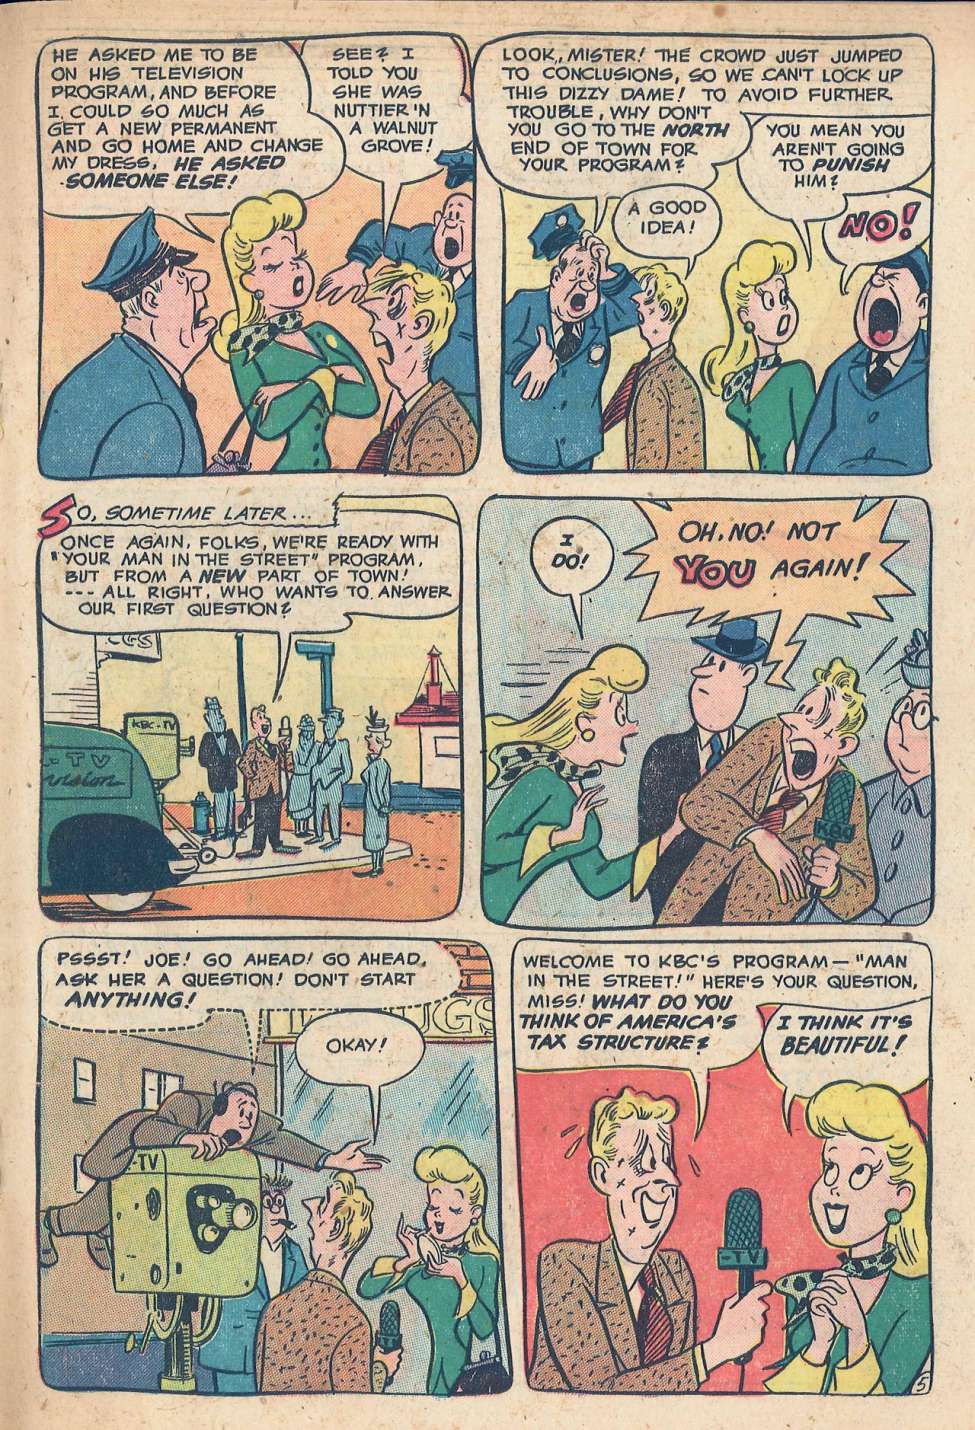 HE ASKED ME TO BE
ON HIS TELEVISION
PROGRAM, AND BEFORE
I COULD SO MUCH AS
GET A NEW PERMANENT
AND GO HOME AND CHANGE
MY DRESS, HE ASKED
SOMEONE ELSE!
SEE? I
TOLD YOU
SHE WAS
NUTTIER 'N
A WALNUT
GROVE!
LOOK, MISTER! THE CROWD JUST JUMPED
TO CONCLUSIONS, SO WE CAN'T LOCK UP
THIS DIZZY DAME! TO AVOID FURTHER
TROUBLE, WHY DON'T
YOU GO TO THE NORTH
END OF TOWN FOR
YOUR PROGRAM?
A GOOD
IDEA!
YOU MEAN YOU
AREN'T GOING
TO PUNISH
HIM?
NO!
SO, SOMETIME LATER...
ONCE AGAIN, FOLKS, WE'RE READY WITH
"YOUR MAN IN THE STREET" PROGRAM,
BUT FROM A NEW PART OF TOWN!
--- ALL RIGHT, WHO WANTS TO ANSWER
OUR FIRST QUESTION?
UGS
KBC-TV
-TV
vision
I
DO!
OH, NO! NOT
YOU AGAIN!
KBC
PSSST! JOE! GO AHEAD! GO AHEAD,
ASK HER A QUESTION! DON'T START
ANYTHING!
UGS
OKAY!
-TV
WELCOME TO KBC'S PROGRAM — "MAN
IN THE STREET!" HERE'S YOUR QUESTION,
MISS! WHAT DO YOU
THINK OF AMERICA'S
TAX STRUCTURE?
I THINK IT'S
BEAUTIFUL!
-TV
5